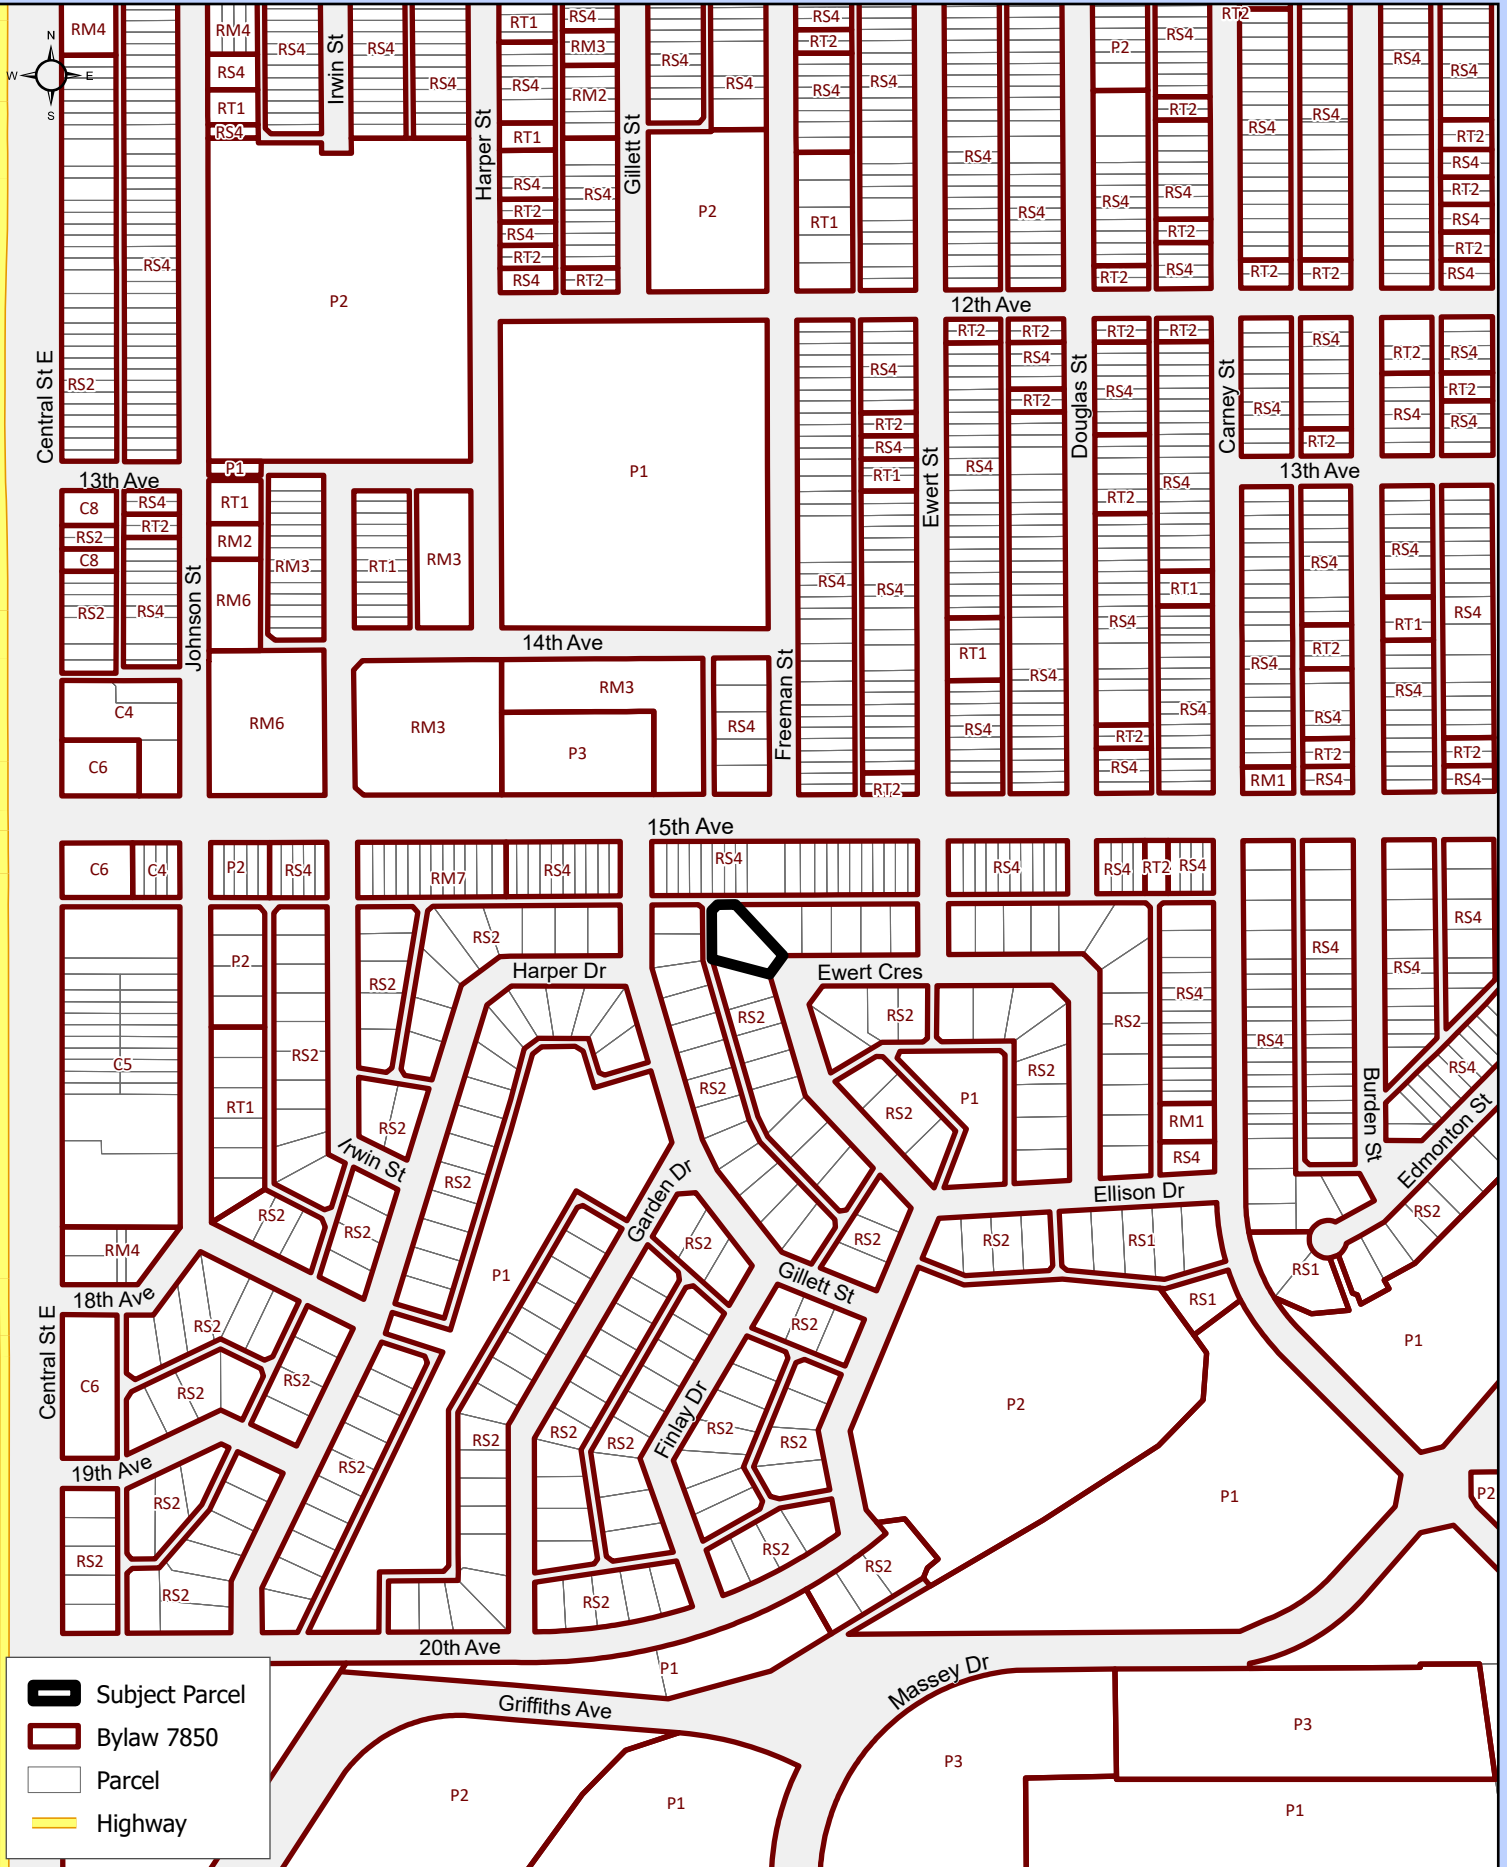 RM4 RM4 RS4 RS4 RT1 RS4 RS4 P2 RS4 RT2
N
W E
S
RS4 Irwin St RS4 RM3 RS4 RS4 RT2 RS4 RS4 RS4 RS4
RT1 RM2 RS4 RT2 RS4 RS4
RS4 RT1 RS4 RT2
Harper St Gillett St
RS4 RS4 RS4 RS4 RS4 RT2
RT2 P2 RT1 RS4 RS4
RS4 RT2 RT2
RS4 RT2 RS4 RT2 RT2 RS4 RT2 RT2 RS4
P2
12th Ave
RT2 RT2 RT2 RT2 RS4 RT2 RS4
Central St E RS2 RS4 RS4 RS4 RT2
RT2 RS4 RS4 RS4
RT2 Douglas St Carney St RT2
RS4
P1 P1 RT1 Ewert St RS4
13th Ave 13th Ave
C8 RS4 RT1 RT2 RS4
RS2 RT2 RM2
C8 RM3 RT1 RM3 RS4 RS4 RT1 RS4 RS4
RS2 RS4 Johnson St RM6 RS4 RT1 RS4
14th Ave
RT1 RS4 RS4 RT2 RS4
C4 RM6 RM3 RM3 RS4 Freeman St RS4 RS4 RS4
C6 P3 RT2 RT2 RT2
RT2 RS4 RM1 RS4 RS4
15th Ave
C6 C4 P2 RS4 RM7 RS4 RS4 RS4 RS4 RT2 RS4
RS2 RS4 RS4
P2 RS2 Harper Dr Ewert Cres RS4 RS4
RS2 RS2 RS2 RS4
C5 RS2 RS2 RS4
RT1 RS2 RS2 RS2 P1 RM1 Burden St RS4
Irwin St RS2 RS4 Edmonton St
RS2 RS2 Garden Dr RS2 RS2 Ellison Dr RS2
RM4 RS2 RS1 RS1
P1 Gillett St RS1
18th Ave
RS2 RS2 P1
Central St E C6 RS2 RS2 P2
RS2 RS2 RS2 Finlay Dr RS2 RS2
19th Ave
RS2 RS2 P1 P2
RS2 RS2 RS2 RS2 RS2
20th Ave
P1
Massey Dr
Griffiths Ave
P3
P3
P2 P1 P1
Subject Parcel
Bylaw 7850
Parcel
Highway